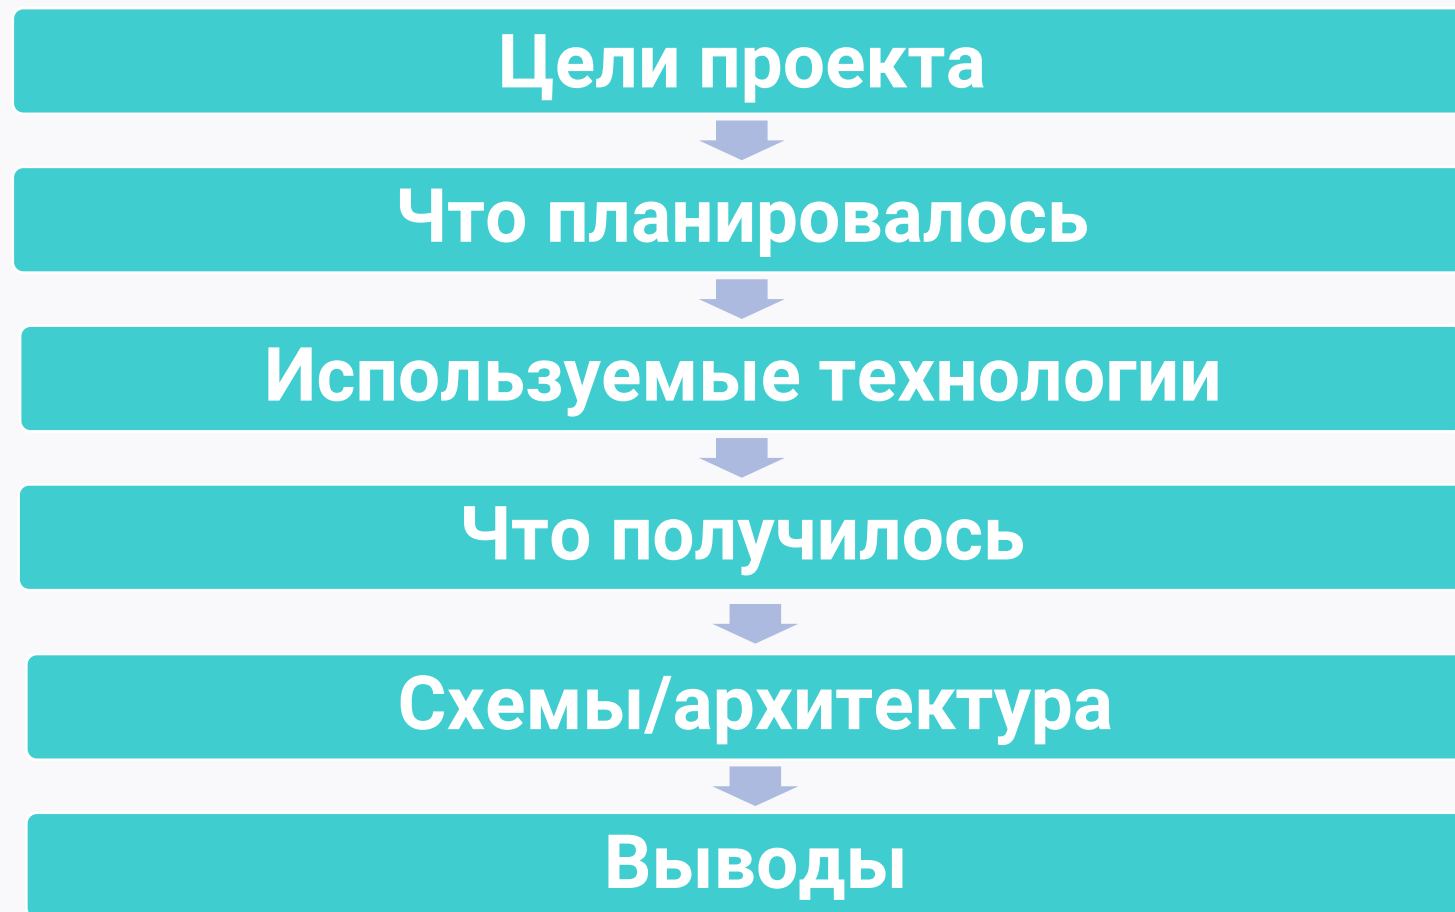 Цели проекта
Что планировалось
Используемые технологии
Что получилось
Схемы/архитектура
Выводы